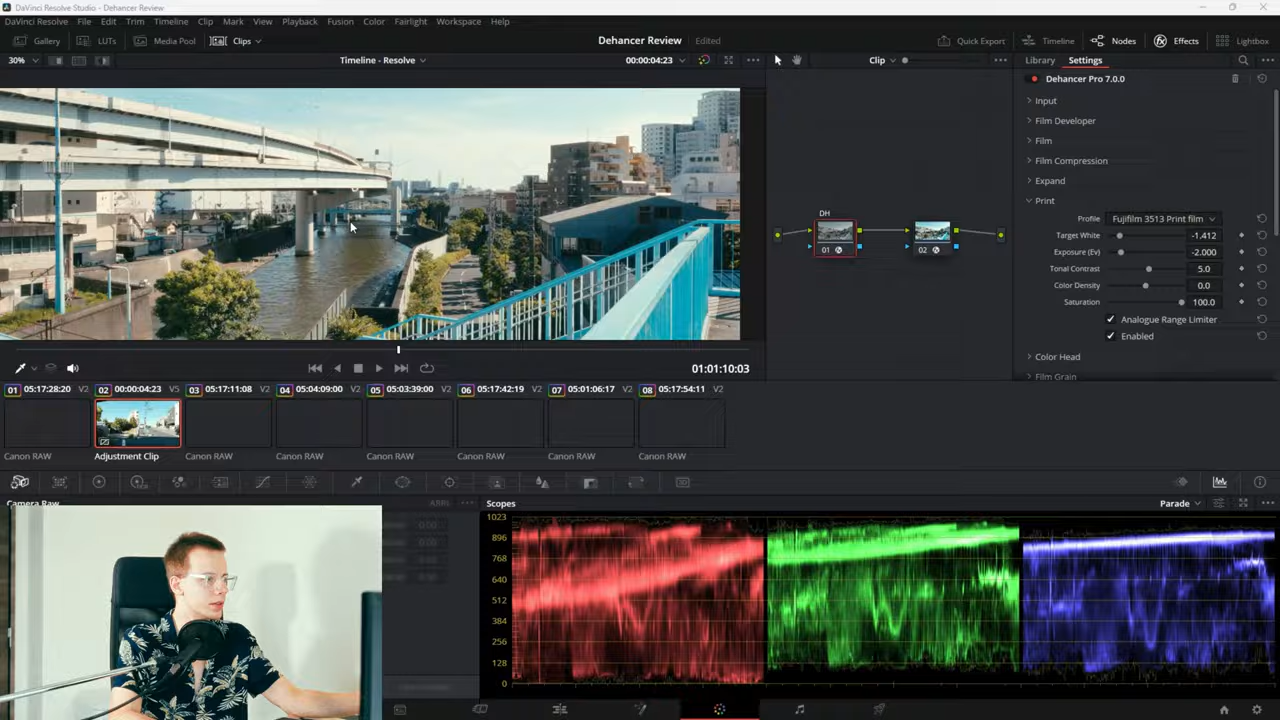 DaVinci Resolve Studio - Dehancer Review
DaVinci Resolve File Edit Trim Timeline Clip Mark View Playback Fusion Color Fairlight Workspace Help
Gallery LUTs Media Pool Clips Dehancer Review Edited Quick Export Timeline Nodes Effects Lightbox
30% Timeline - Resolve 00:00:04:23 Clip Library Settings
Dehancer Pro 7.0.0
Input
Film Developer
Film
Film Compression
Expand
Print
Profile Fujifilm 3513 Print film
Target White -1.412
Exposure (Ev) -2.000
Tonal Contrast 5.0
Color Density 0.0
Saturation 100.0
Analogue Range Limiter
Enabled
Color Head
Film Grain
DH
01 02
01:01:10:03
01 05:17:28:20 V2 02 00:00:04:23 V5 03 05:17:11:08 V2 04 05:04:09:00 V2 05 05:03:39:00 V2 06 05:17:42:19 V2 07 05:01:06:17 V2 08 05:17:54:11 V2
Canon RAW Adjustment Clip Canon RAW Canon RAW Canon RAW Canon RAW Canon RAW Canon RAW
Camera Raw Scopes Parade
1023
896
768
640
512
384
256
128
0